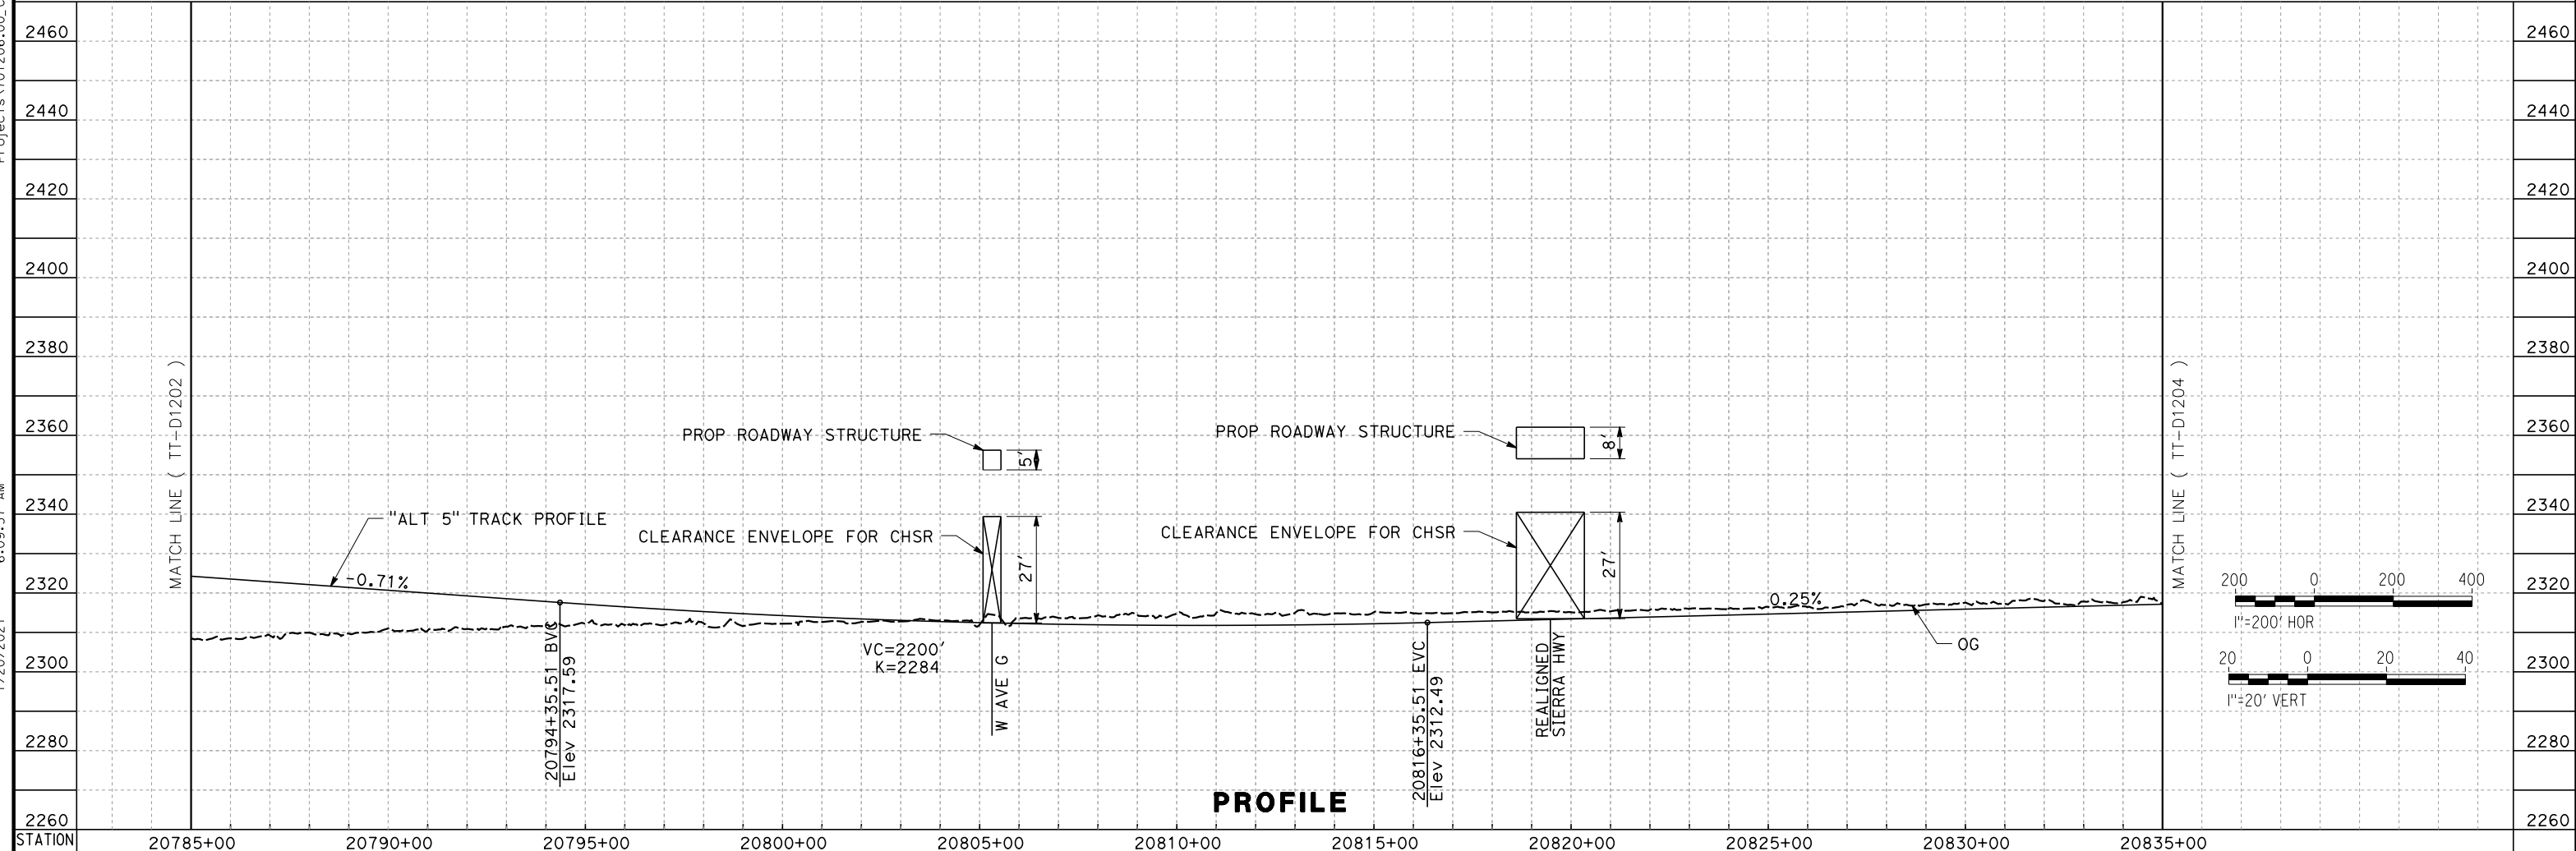 2460
2440
2420
2400
2380
2360
2340
2320
2300
2280
2260
STATION
2460
2440
2420
2400
2380
2360
2340
2320
2300
2280
2260
MATCH LINE ( TT-D1202 )
MATCH LINE ( TT-D1204 )
PROP ROADWAY STRUCTURE
5'
PROP ROADWAY STRUCTURE
8'
"ALT 5" TRACK PROFILE
CLEARANCE ENVELOPE FOR CHSR
27'
CLEARANCE ENVELOPE FOR CHSR
27'
-0.71%
0.25%
OG
20794+35.51 BVC
Elev 2317.59
VC=2200'
K=2284
W AVE G
20816+35.51 EVC
Elev 2312.49
REALIGNED
SIERRA HWY
200 0 200 400
1"=200' HOR
20 0 20 40
1"=20' VERT
PROFILE
20785+00 20790+00 20795+00 20800+00 20805+00 20810+00 20815+00 20820+00 20825+00 20830+00 20835+00